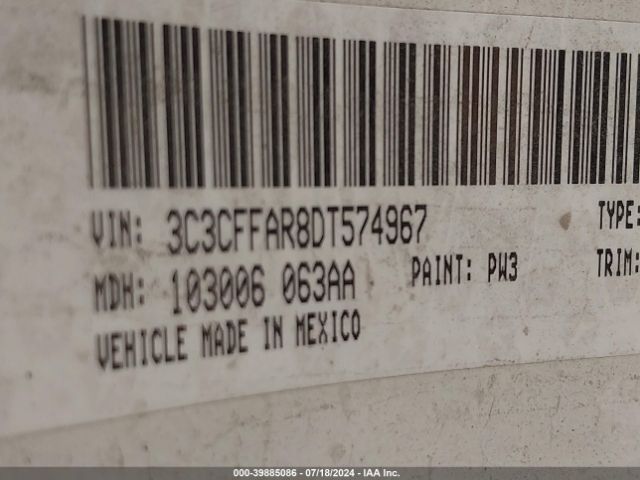 VIN: 3C3CFFAR8DT574967 TYPE:
MDH: 103006 063AA PAINT: PW3 TRIM:
VEHICLE MADE IN MEXICO
000-39885086 - 07/18/2024 - IAA Inc.